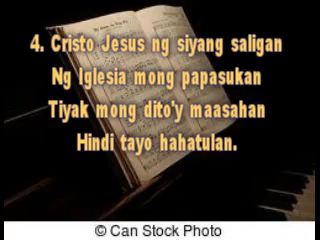 4. Cristo Jesus ng siyang saligan
Ng Iglesia mong papasukan
Tiyak mong dito'y maasahan
Hindi tayo hahatulan.
© Can Stock Photo